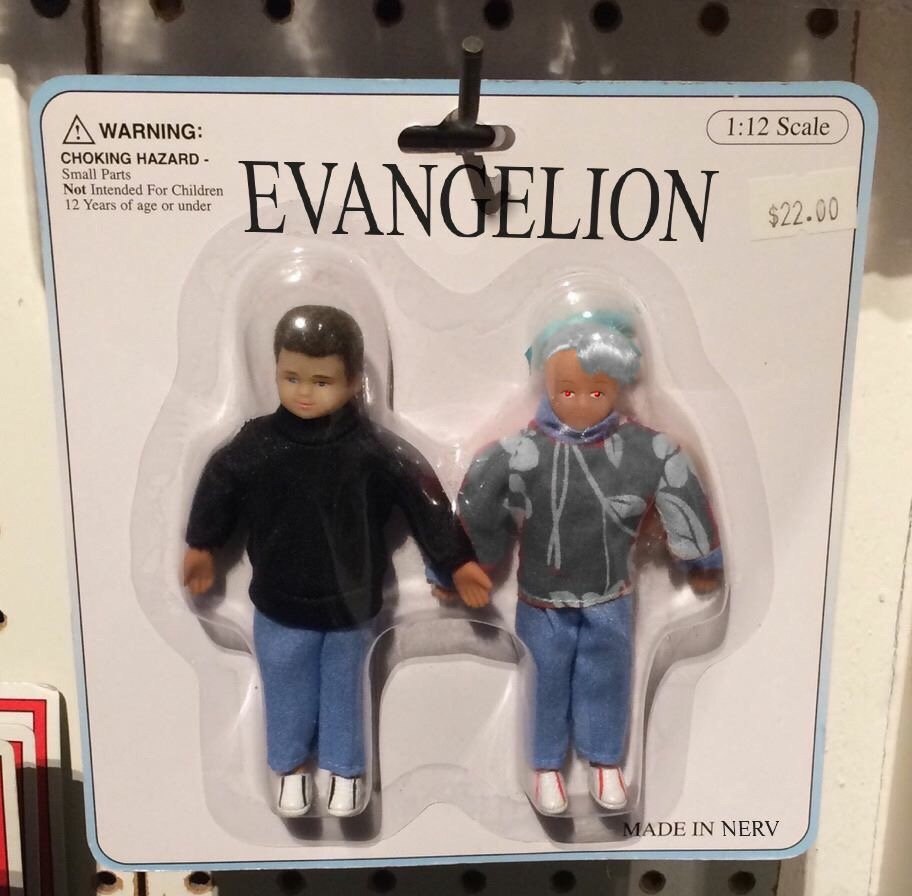 WARNING:
CHOKING HAZARD -
Small Parts
Not Intended For Children
12 Years of age or under
1:12 Scale
EVANGELION
$22.00
MADE IN NERV